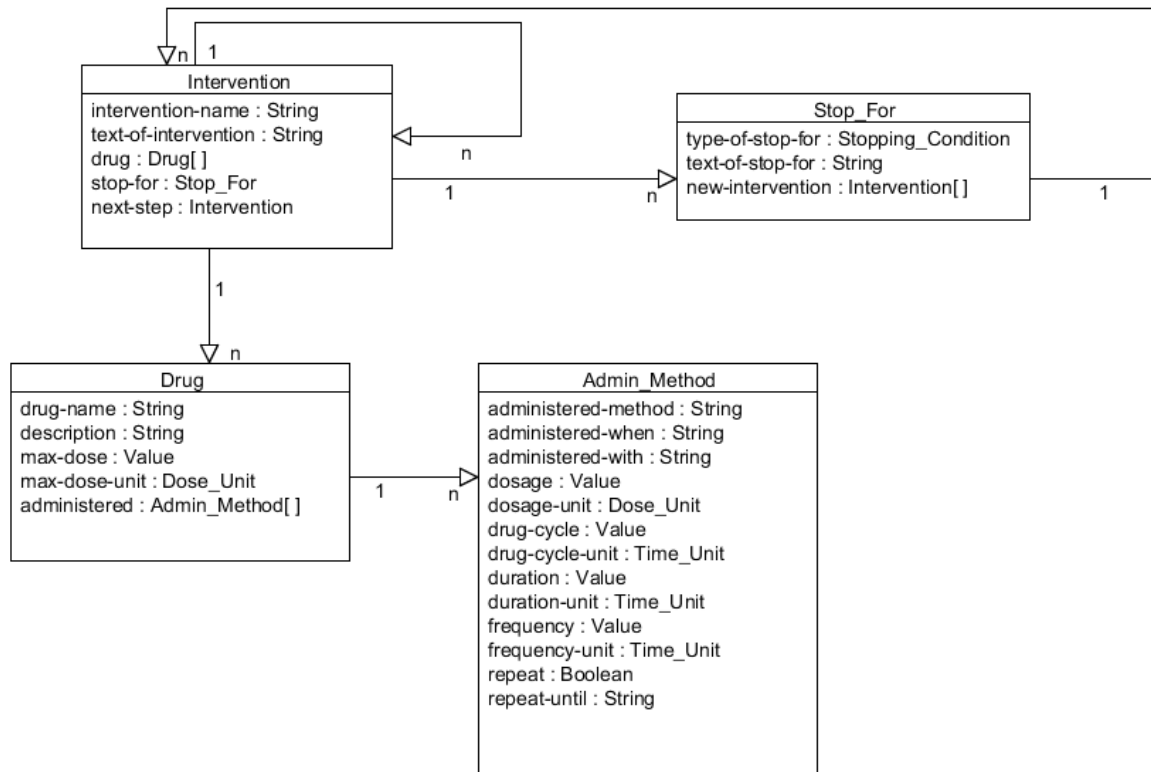 n
1
Intervention
intervention-name : String
text-of-intervention : String
drug : Drug[ ]
stop-for : Stop_For
next-step : Intervention
n
1
n
Stop_For
type-of-stop-for : Stopping_Condition
text-of-stop-for : String
new-intervention : Intervention[ ]
1
1
n
Drug
drug-name : String
description : String
max-dose : Value
max-dose-unit : Dose_Unit
administered : Admin_Method[ ]
1
n
Admin_Method
administered-method : String
administered-when : String
administered-with : String
dosage : Value
dosage-unit : Dose_Unit
drug-cycle : Value
drug-cycle-unit : Time_Unit
duration : Value
duration-unit : Time_Unit
frequency : Value
frequency-unit : Time_Unit
repeat : Boolean
repeat-until : String